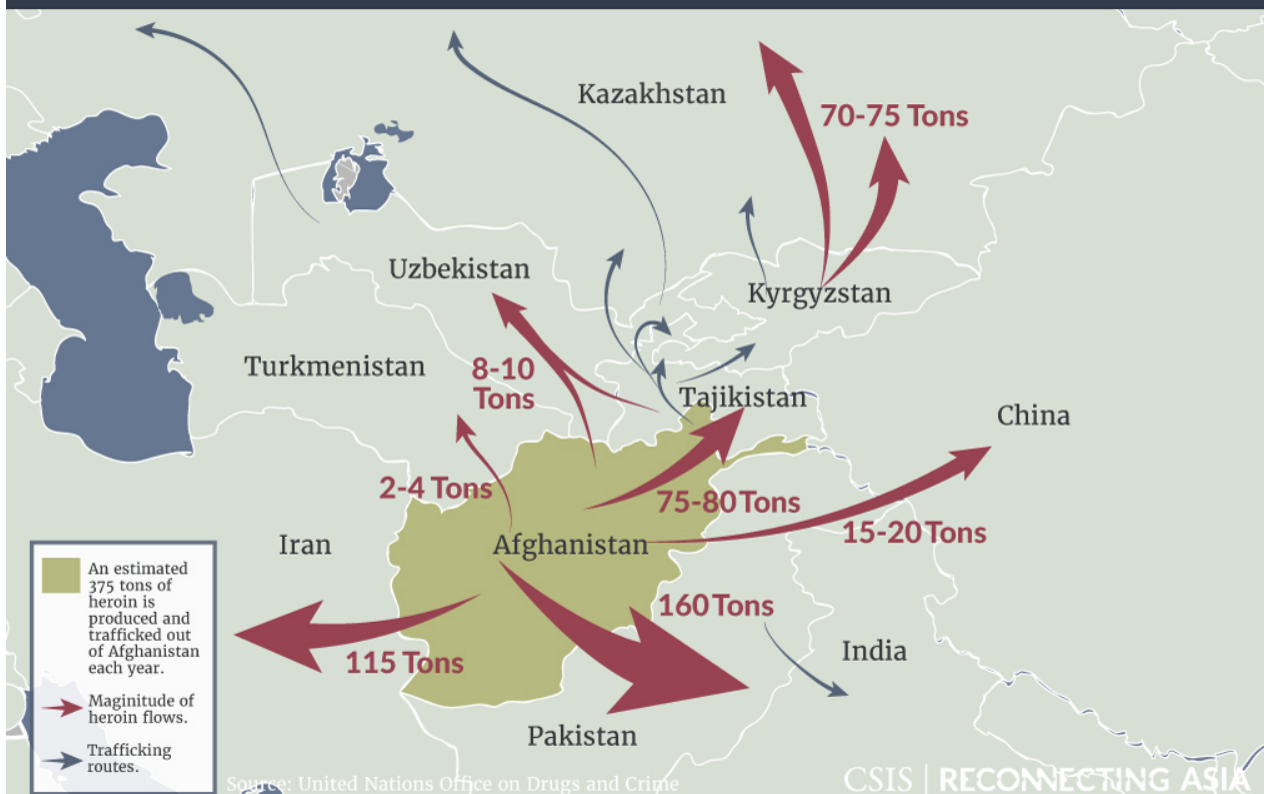 Kazakhstan
70-75 Tons
Uzbekistan
Kyrgyzstan
Turkmenistan
8-10
Tons
Tajikistan
China
2-4 Tons
75-80 Tons
15-20 Tons
Iran
Afghanistan
160 Tons
India
115 Tons
Pakistan
An estimated
375 tons of
heroin is
produced and
trafficked out
of Afghanistan
each year.
Maginitude of
heroin flows.
Trafficking
routes.
Source: United Nations Office on Drugs and Crime
CSIS | RECONNECTING ASIA